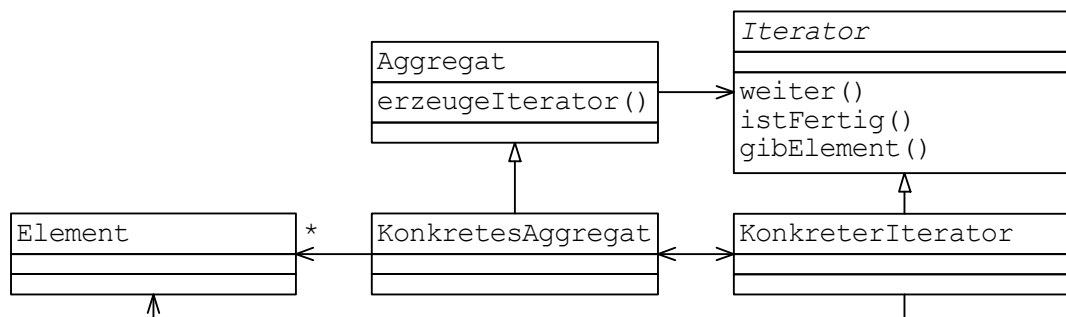 Iterator
Aggregat
erzeugeIterator()
weiter()
istFertig()
gibElement()
Element
*
KonkretesAggregat
KonkreterIterator